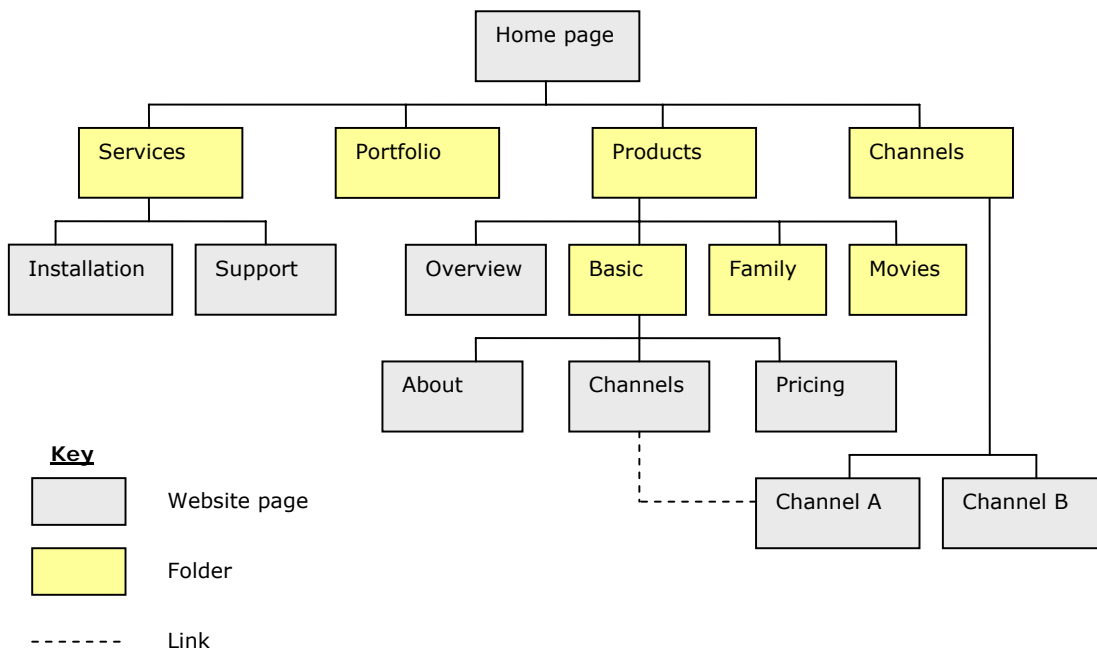 Home page
Services
Portfolio
Products
Channels
Installation
Support
Overview
Basic
Family
Movies
About
Channels
Pricing
Key
Website page
Channel A
Channel B
Folder
Link